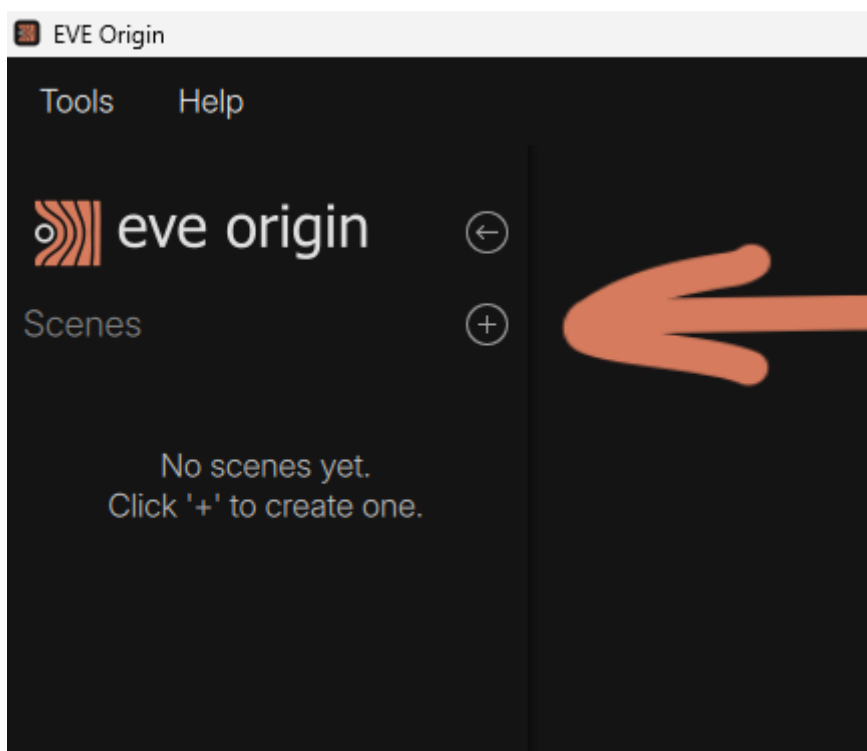 EVE Origin
Tools Help
eve origin
Scenes
No scenes yet.
Click '+' to create one.